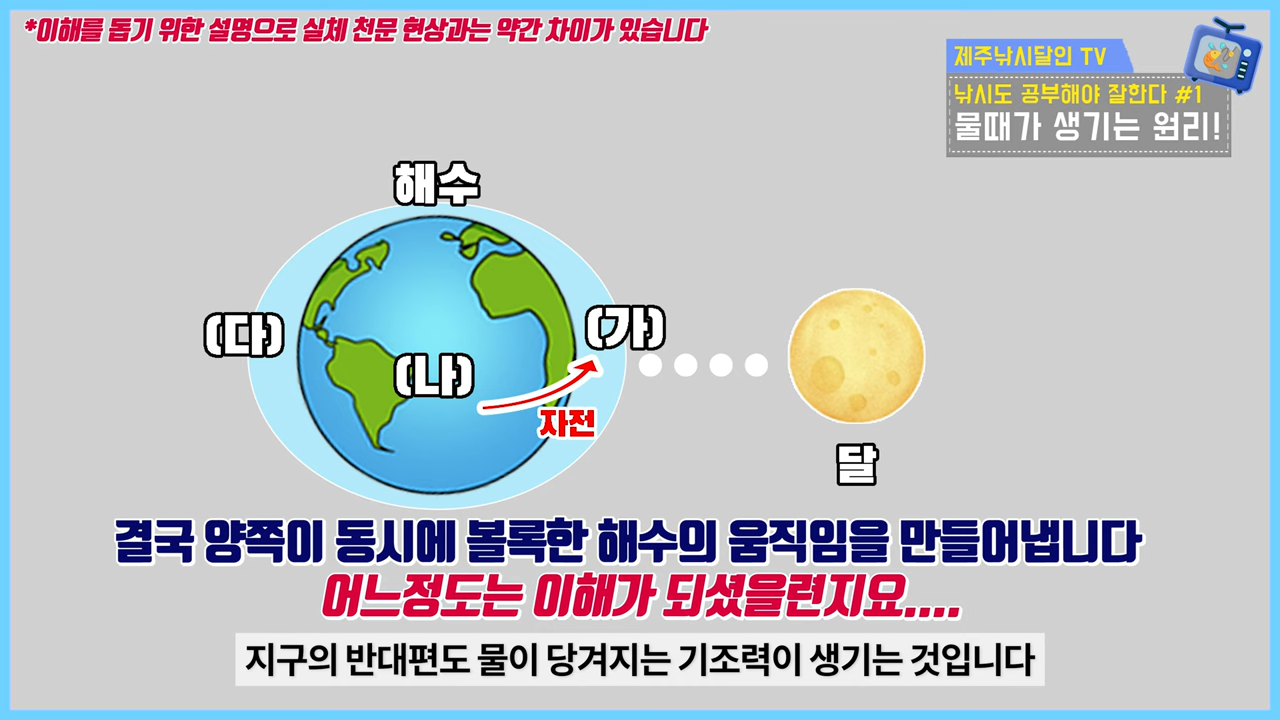 *이해를 돕기 위한 설명으로 실제 천문 현상과는 약간 차이가 있습니다
제주낚시달인 TV
낚시도 공부해야 잘한다 #1
물때가 생기는 원리!
해수
(다)
(나)
(가)
자전
달
결국 양쪽이 동시에 볼록한 해수의 움직임을 만들어냅니다
어느정도는 이해가 되셨을련지요....
지구의 반대편도 물이 당겨지는 기조력이 생기는 것입니다